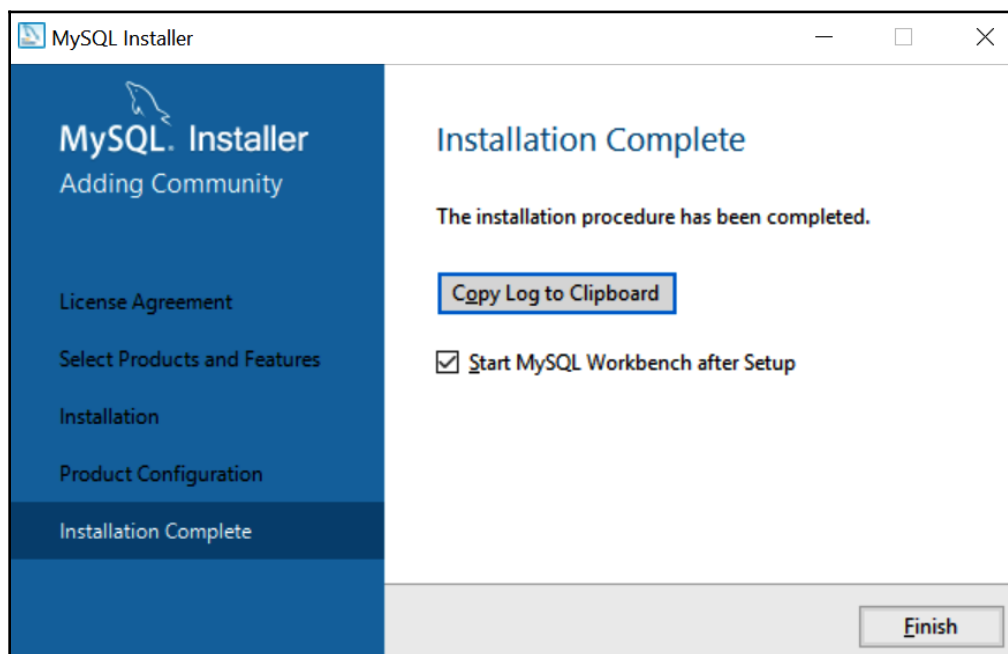 MySQL Installer
MySQL. Installer
Adding Community
License Agreement
Select Products and Features
Installation
Product Configuration
Installation Complete
Installation Complete
The installation procedure has been completed.
Copy Log to Clipboard
Start MySQL Workbench after Setup
Finish